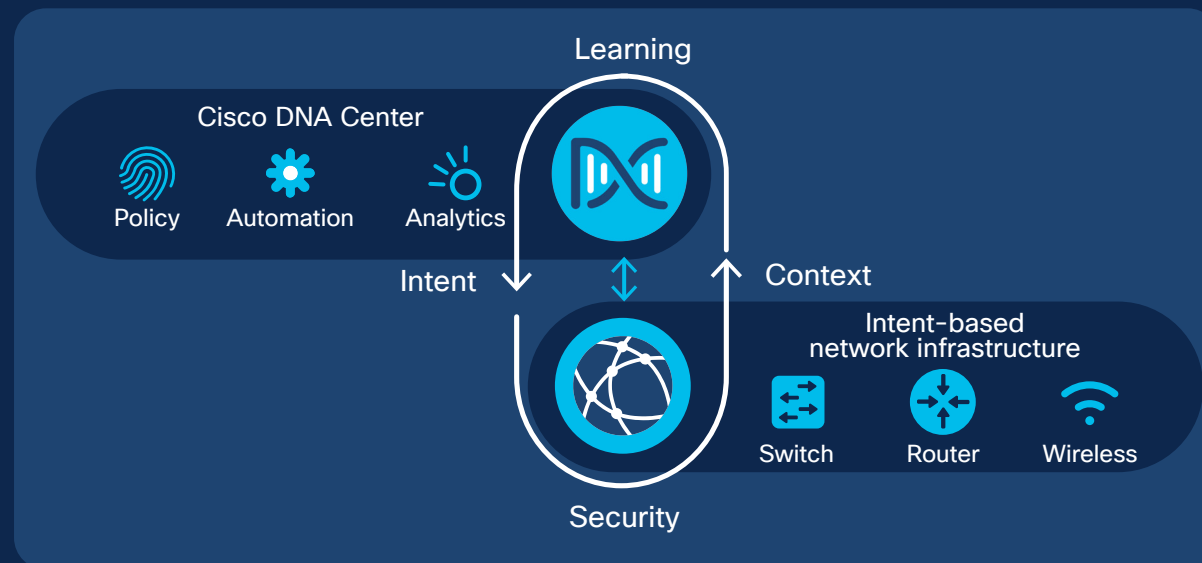 Learning
Cisco DNA Center
Policy
Automation
Analytics
Intent
Context
Intent-based
network infrastructure
Switch
Router
Wireless
Security